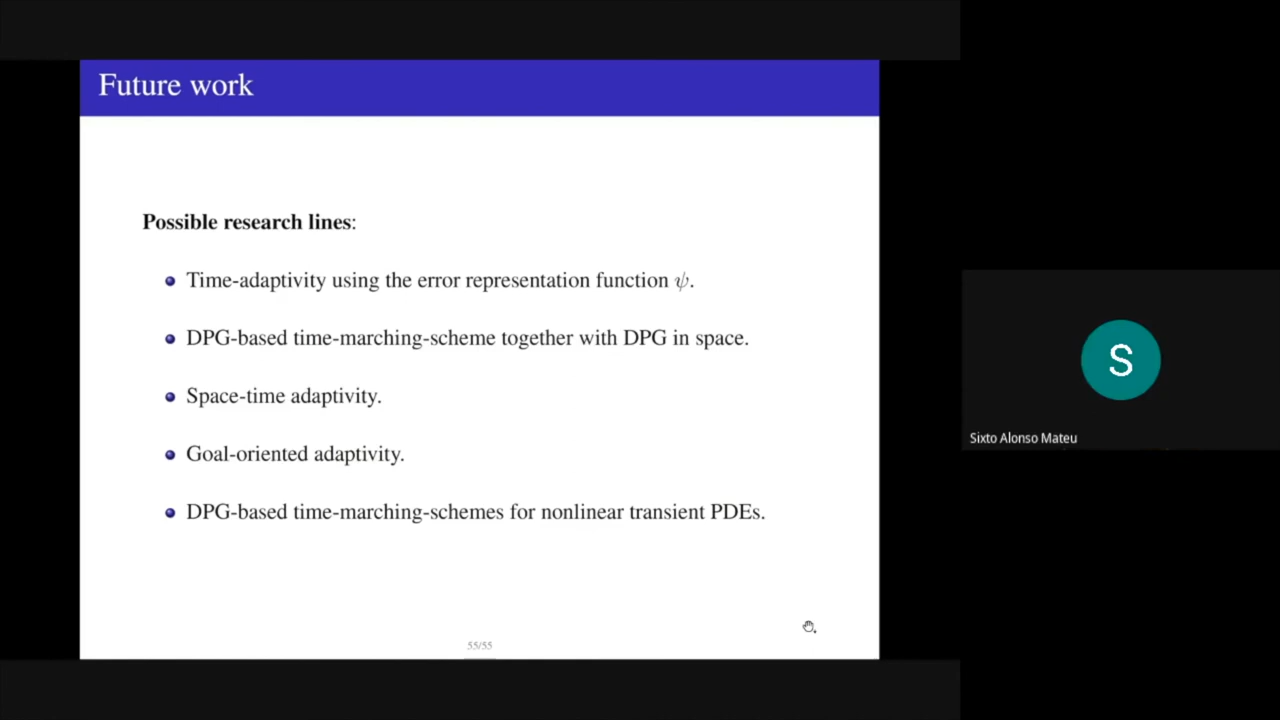 Future work
Possible research lines:
Time-adaptivity using the error representation function ψ.
DPG-based time-marching-scheme together with DPG in space.
Space-time adaptivity.
Goal-oriented adaptivity.
DPG-based time-marching-schemes for nonlinear transient PDEs.
55/55
S
Sixto Alonso Mateu